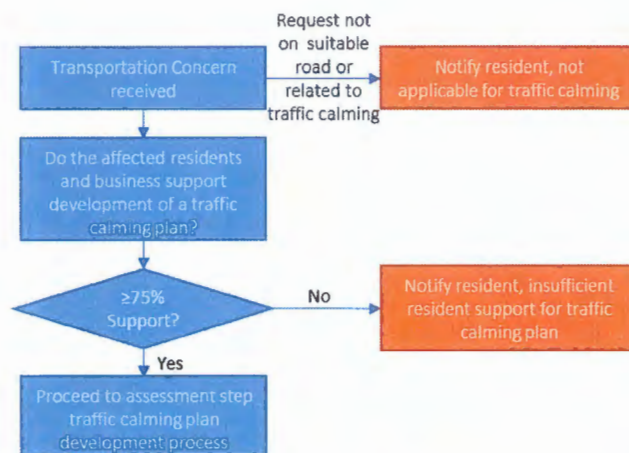 Transportation Concern
received
Request not
on suitable
road or
related to
traffic calming
Notify resident, not
applicable for traffic calming
Do the affected residents
and business support
development of a traffic
calming plan?
≥75%
Support?
No
Notify resident, insufficient
resident support for traffic
calming plan
Yes
Proceed to assessment step
traffic calming plan
development process